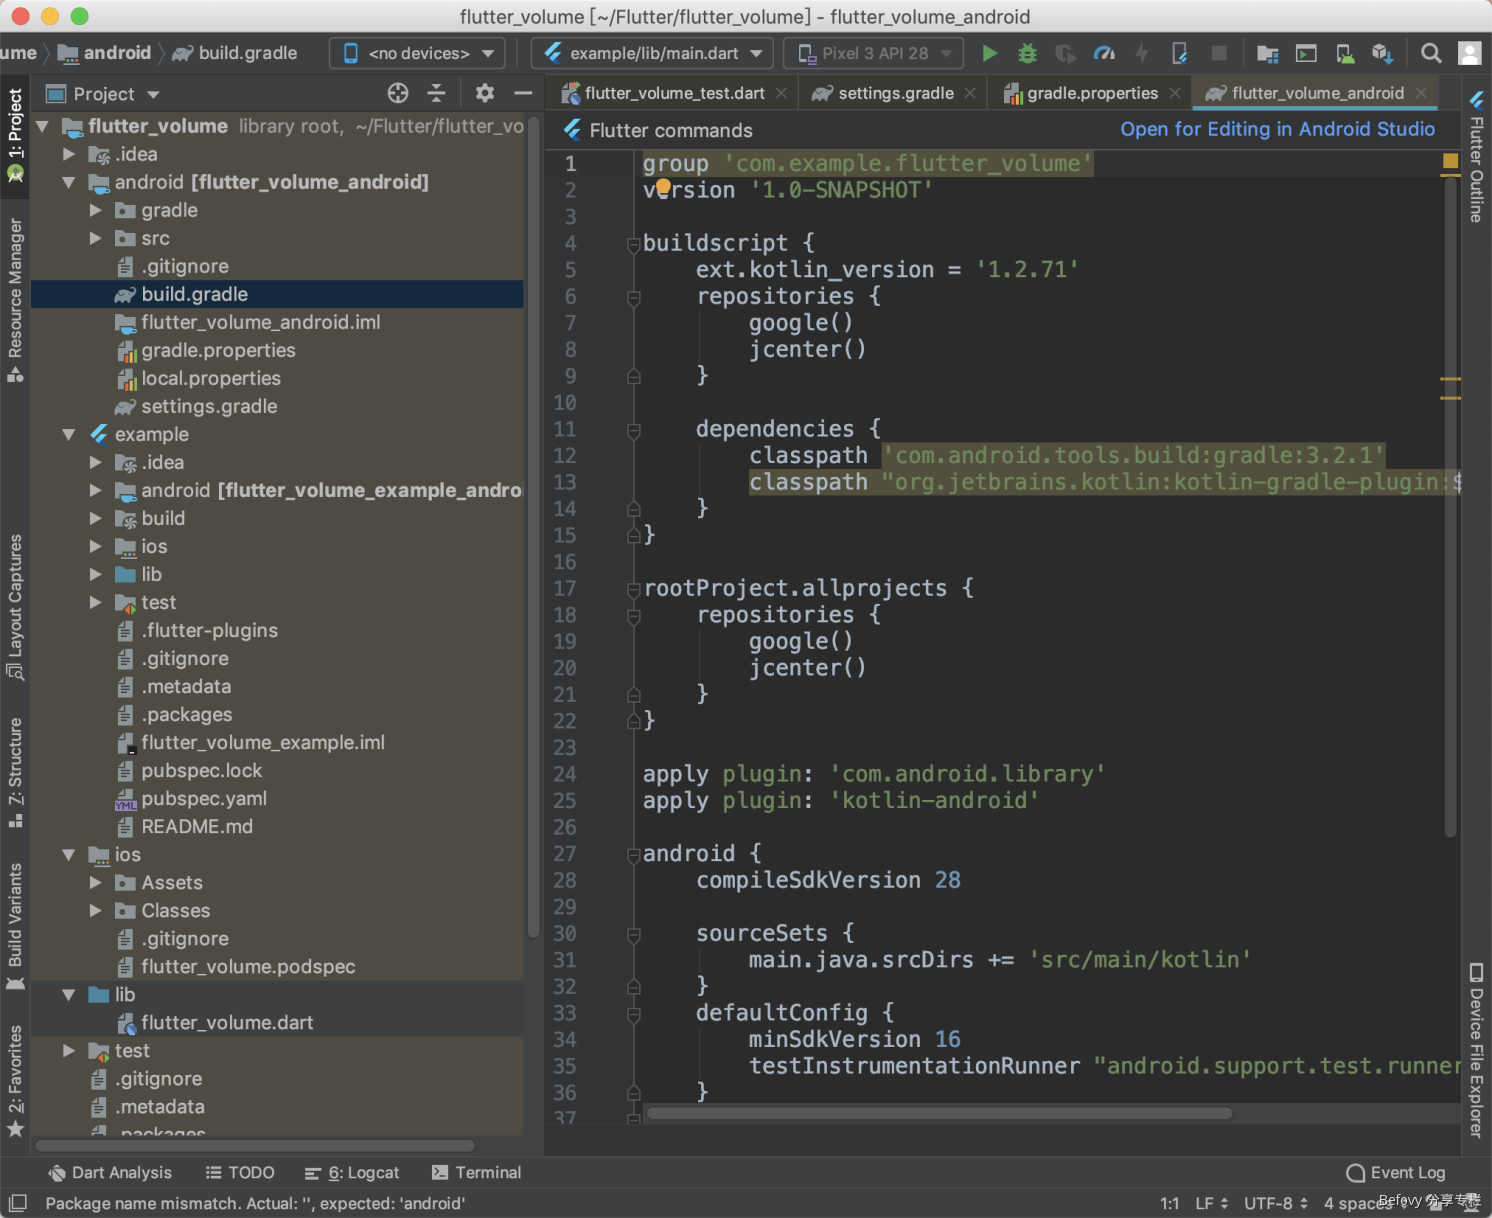 flutter_volume [~/Flutter/flutter_volume] - flutter_volume_android
ume android build.gradle <no devices> example/lib/main.dart Pixel 3 API 28
Project
flutter_volume_test.dart settings.gradle gradle.properties flutter_volume_android
Flutter commands Open for Editing in Android Studio
1: Project
Resource Manager
Layout Captures
7: Structure
Build Variants
2: Favorites
flutter_volume library root, ~/Flutter/flutter_vo
.idea
android [flutter_volume_android]
gradle
src
.gitignore
build.gradle
flutter_volume_android.iml
gradle.properties
local.properties
settings.gradle
example
.idea
android [flutter_volume_example_androi
build
ios
lib
test
.flutter-plugins
.gitignore
.metadata
.packages
flutter_volume_example.iml
pubspec.lock
YML pubspec.yaml
README.md
ios
Assets
Classes
.gitignore
flutter_volume.podspec
lib
flutter_volume.dart
test
.gitignore
.metadata
.packages
1 group 'com.example.flutter_volume'
2 version '1.0-SNAPSHOT'
3
4 buildscript {
5 ext.kotlin_version = '1.2.71'
6 repositories {
7 google()
8 jcenter()
9 }
10
11 dependencies {
12 classpath 'com.android.tools.build:gradle:3.2.1'
13 classpath "org.jetbrains.kotlin:kotlin-gradle-plugin:$
14 }
15 }
16
17 rootProject.allprojects {
18 repositories {
19 google()
20 jcenter()
21 }
22 }
23
24 apply plugin: 'com.android.library'
25 apply plugin: 'kotlin-android'
26
27 android {
28 compileSdkVersion 28
29
30 sourceSets {
31 main.java.srcDirs += 'src/main/kotlin'
32 }
33 defaultConfig {
34 minSdkVersion 16
35 testInstrumentationRunner "android.support.test.runner
36 }
37
Flutter Outline
Device File Explorer
Dart Analysis TODO 6: Logcat Terminal Event Log
Package name mismatch. Actual: '', expected: 'android' 1:1 LF UTF-8 4 spaces
Befovy 分享专栏